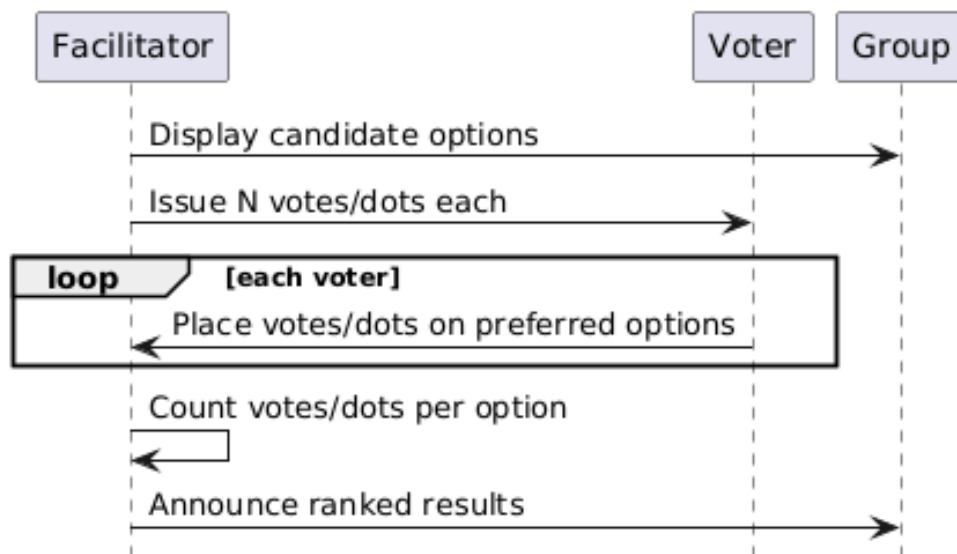 Facilitator Voter Group
Display candidate options
Issue N votes/dots each
loop [each voter]
Place votes/dots on preferred options
Count votes/dots per option
Announce ranked results